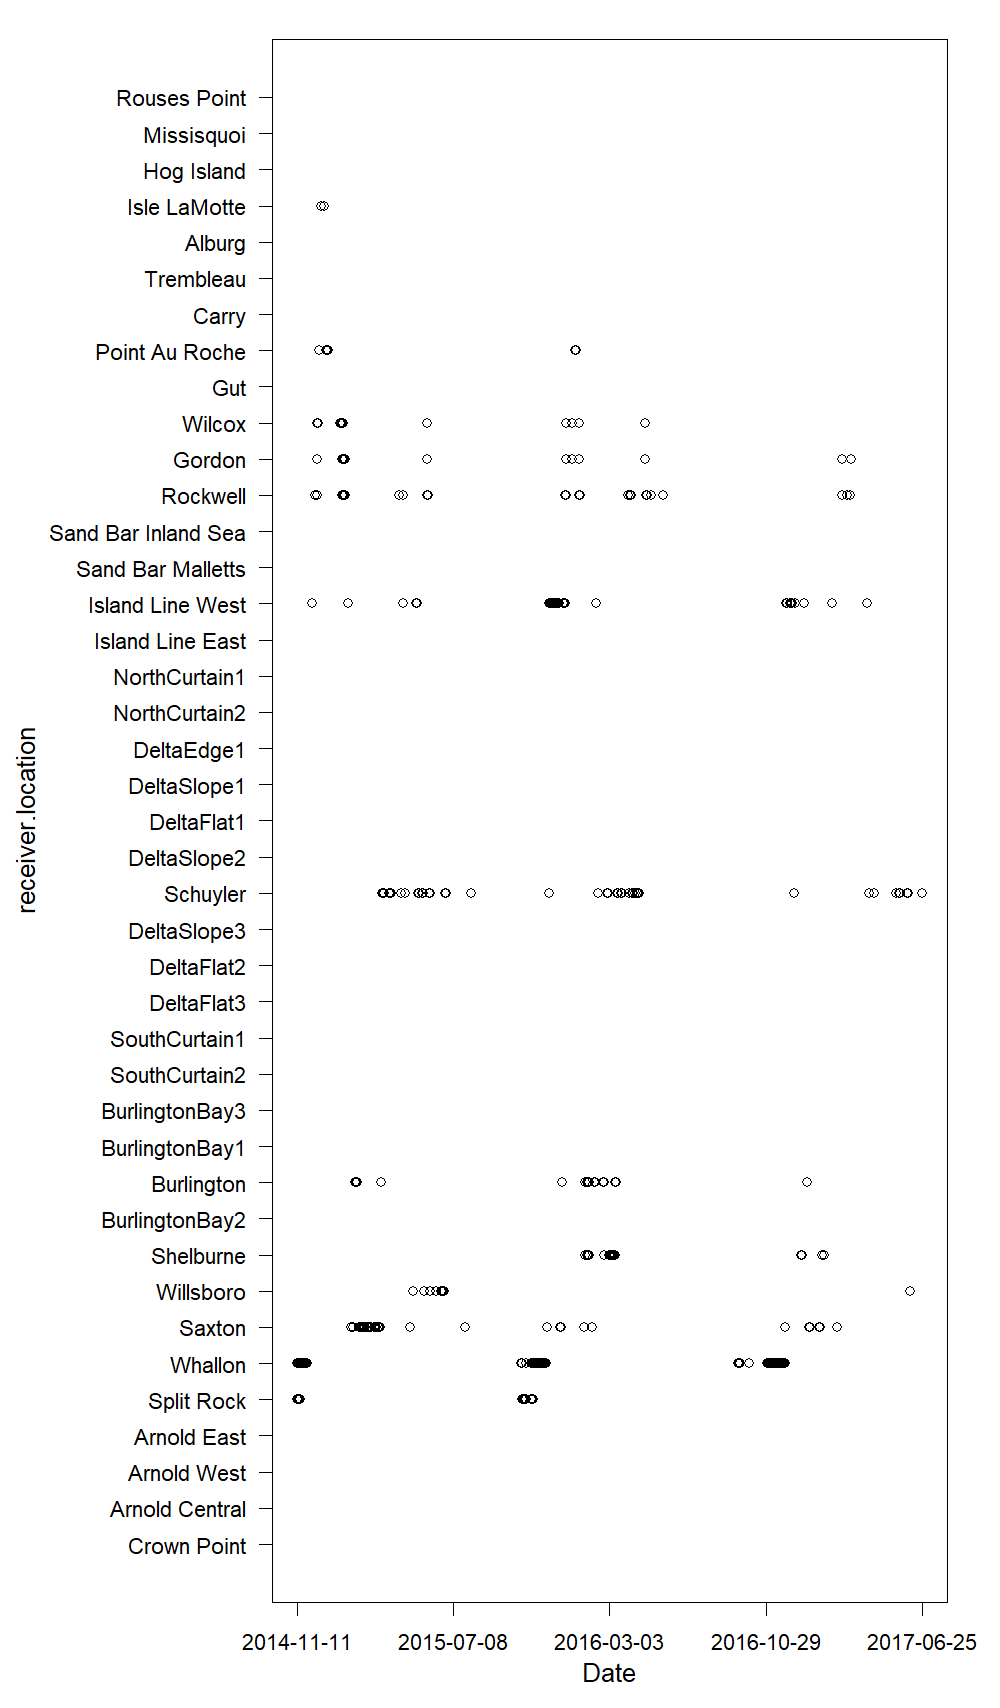 Rouses Point
Missisquoi
Hog Island
Isle LaMotte
Alburg
Trembleau
Carry
Point Au Roche
Gut
Wilcox
Gordon
Rockwell
Sand Bar Inland Sea
Sand Bar Malletts
Island Line West
Island Line East
NorthCurtain1
NorthCurtain2
DeltaEdge1
DeltaSlope1
DeltaFlat1
DeltaSlope2
Schuyler
DeltaSlope3
DeltaFlat2
DeltaFlat3
SouthCurtain1
SouthCurtain2
BurlingtonBay3
BurlingtonBay1
Burlington
BurlingtonBay2
Shelburne
Willsboro
Saxton
Whallon
Split Rock
Arnold East
Arnold West
Arnold Central
Crown Point
receiver.location
2014-11-11 2015-07-08 2016-03-03 2016-10-29 2017-06-25
Date